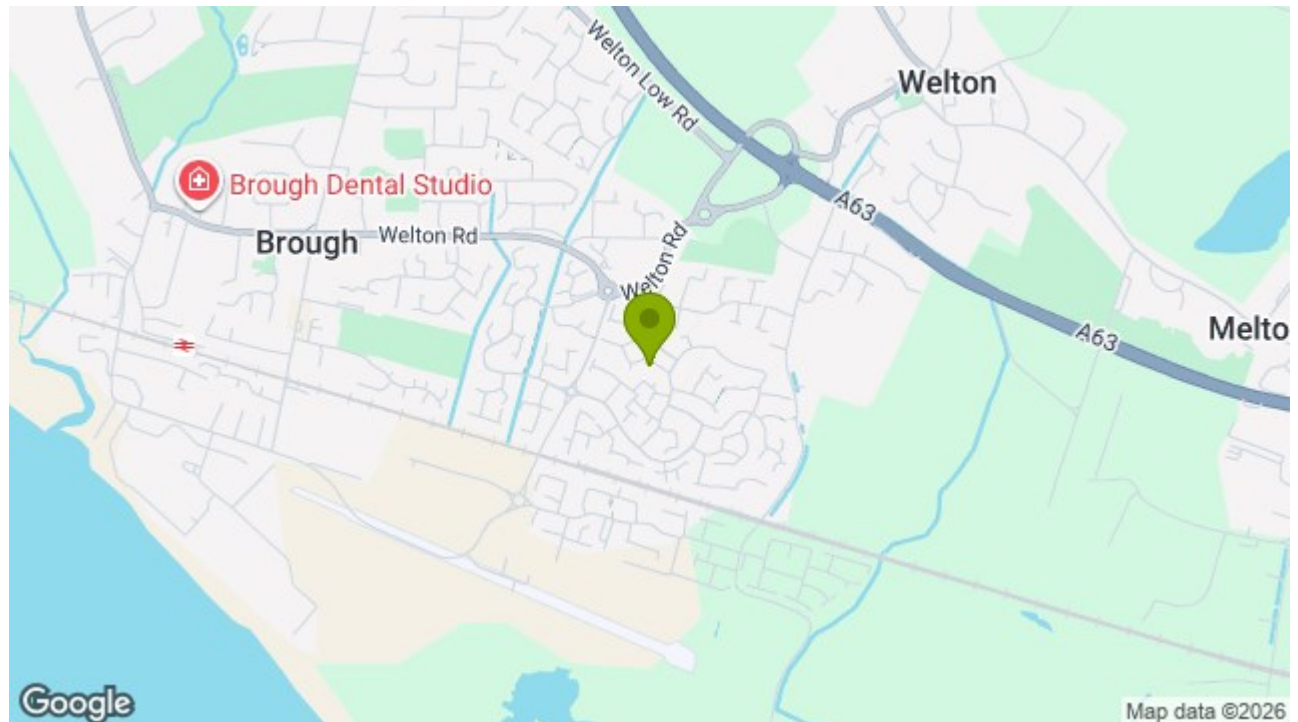 Welton Low Rd
Welton
Brough Dental Studio
A63
Brough
Welton Rd
Welton Rd
A63
Melto
Google
Map data ©2026